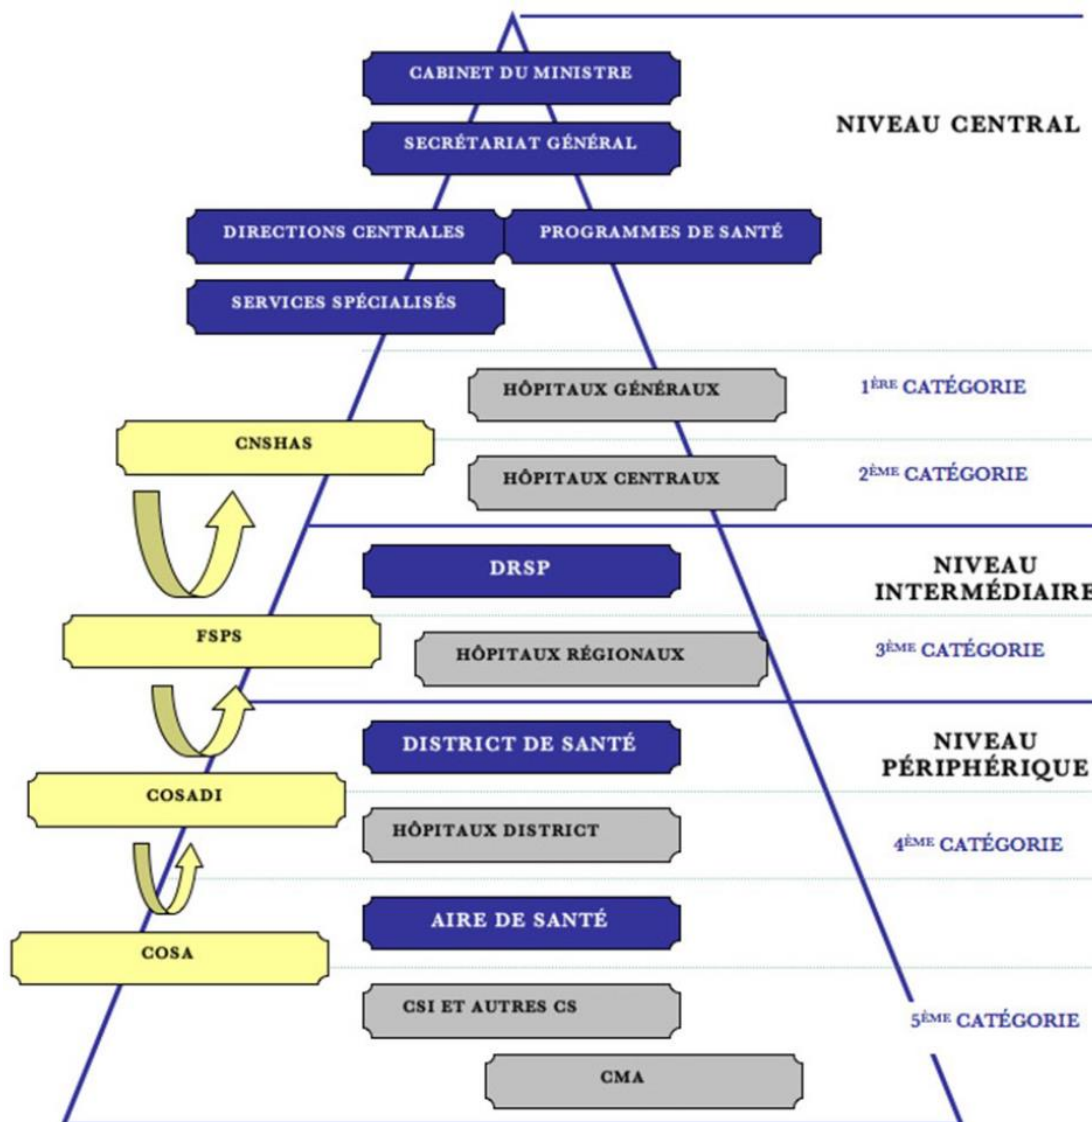 CABINET DU MINISTRE
NIVEAU CENTRAL
SECRÉTARIAT GÉNÉRAL
DIRECTIONS CENTRALES
PROGRAMMES DE SANTÉ
SERVICES SPÉCIALISÉS
HÔPITAUX GÉNÉRAUX
1ÈRE CATÉGORIE
CNSHAS
HÔPITAUX CENTRAUX
2ÈME CATÉGORIE
DRSP
NIVEAU
INTERMÉDIAIRE
FSPS
HÔPITAUX RÉGIONAUX
3ÈME CATÉGORIE
DISTRICT DE SANTÉ
NIVEAU
PÉRIPHÉRIQUE
COSADI
HÔPITAUX DISTRICT
4ÈME CATÉGORIE
AIRE DE SANTÉ
COSA
CSI ET AUTRES CS
5ÈME CATÉGORIE
CMA